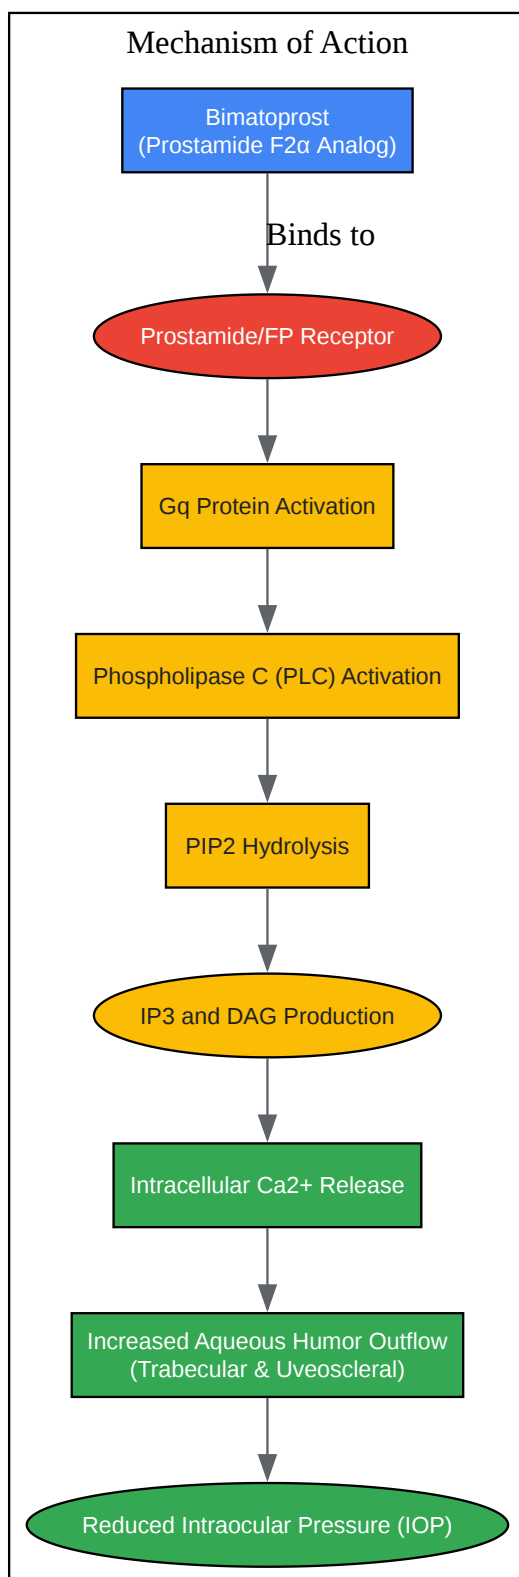 Mechanism of Action
Bimatoprost
(Prostamide F2α Analog)
Binds to
Prostamide/FP Receptor
Gq Protein Activation
Phospholipase C (PLC) Activation
PIP2 Hydrolysis
IP3 and DAG Production
Intracellular Ca2+ Release
Increased Aqueous Humor Outflow
(Trabecular & Uveoscleral)
Reduced Intraocular Pressure (IOP)